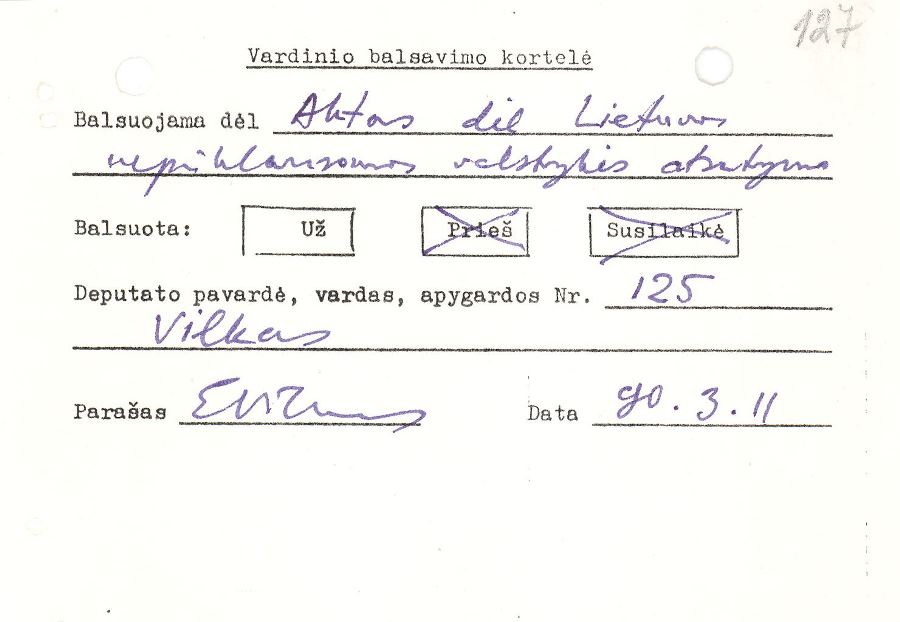 127
Vardinio balsavimo kortelė
Balsuojama dėl Aktas dėl Lietuvos
nepriklausomos valstybės atstatymo
Balsuota: Už Prieš Susilaikė
Deputato pavardė, vardas, apygardos Nr. 125
Vilkas
Parašas
Data 90.3.11